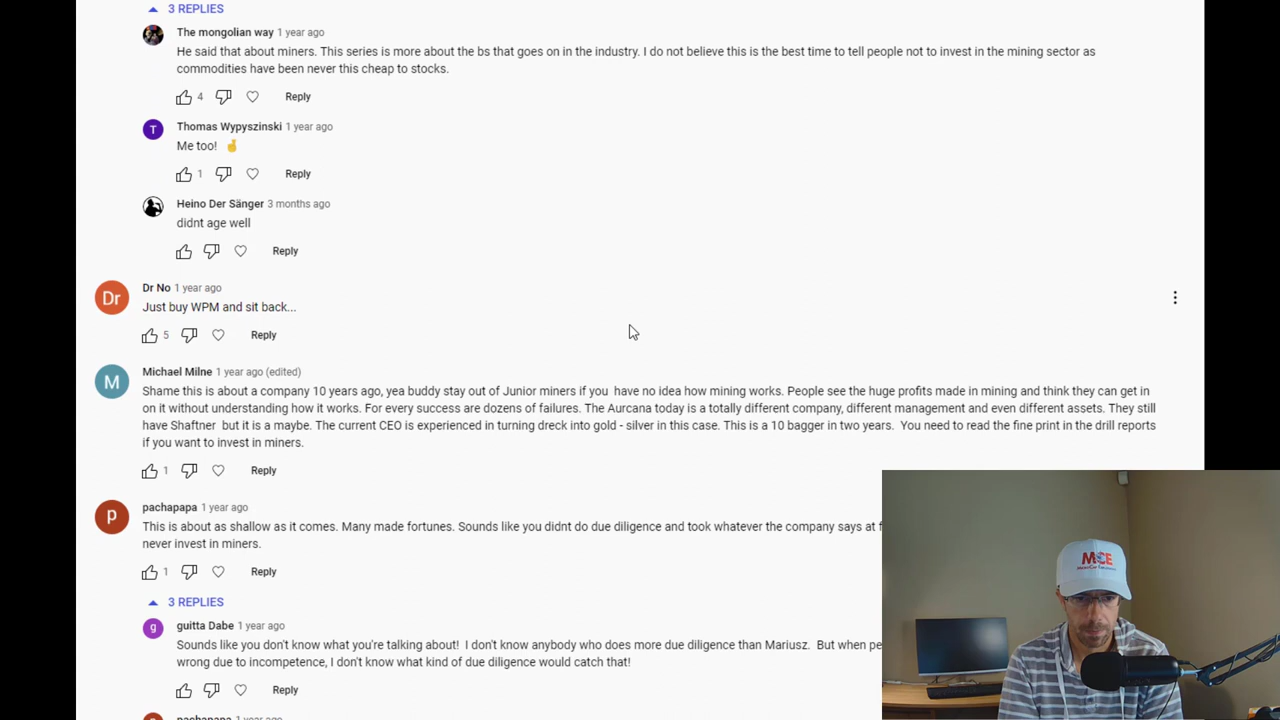 3 REPLIES
The mongolian way 1 year ago
He said that about miners. This series is more about the bs that goes on in the industry. I do not believe this is the best time to tell people not to invest in the mining sector as
commodities have been never this cheap to stocks.
4 Reply
T Thomas Wypyszinski 1 year ago
Me too! 🤞
1 Reply
Heino Der Sänger 3 months ago
didnt age well
Reply
Dr Dr No 1 year ago
Just buy WPM and sit back...
5 Reply
M Michael Milne 1 year ago (edited)
Shame this is about a company 10 years ago, yea buddy stay out of Junior miners if you have no idea how mining works. People see the huge profits made in mining and think they can get in
on it without understanding how it works. For every success are dozens of failures. The Aurcana today is a totally different company, different management and even different assets. They still
have Shaftner but it is a maybe. The current CEO is experienced in turning dreck into gold - silver in this case. This is a 10 bagger in two years. You need to read the fine print in the drill reports
if you want to invest in miners.
1 Reply
P pachapapa 1 year ago
This is about as shallow as it comes. Many made fortunes. Sounds like you didnt do due diligence and took whatever the company says at
never invest in miners.
1 Reply
3 REPLIES
g guitta Dabe 1 year ago
Sounds like you don't know what you're talking about! I don't know anybody who does more due diligence than Mariusz. But when
wrong due to incompetence, I don't know what kind of due diligence would catch that!
Reply
pachapapa 1 year ago
MCE